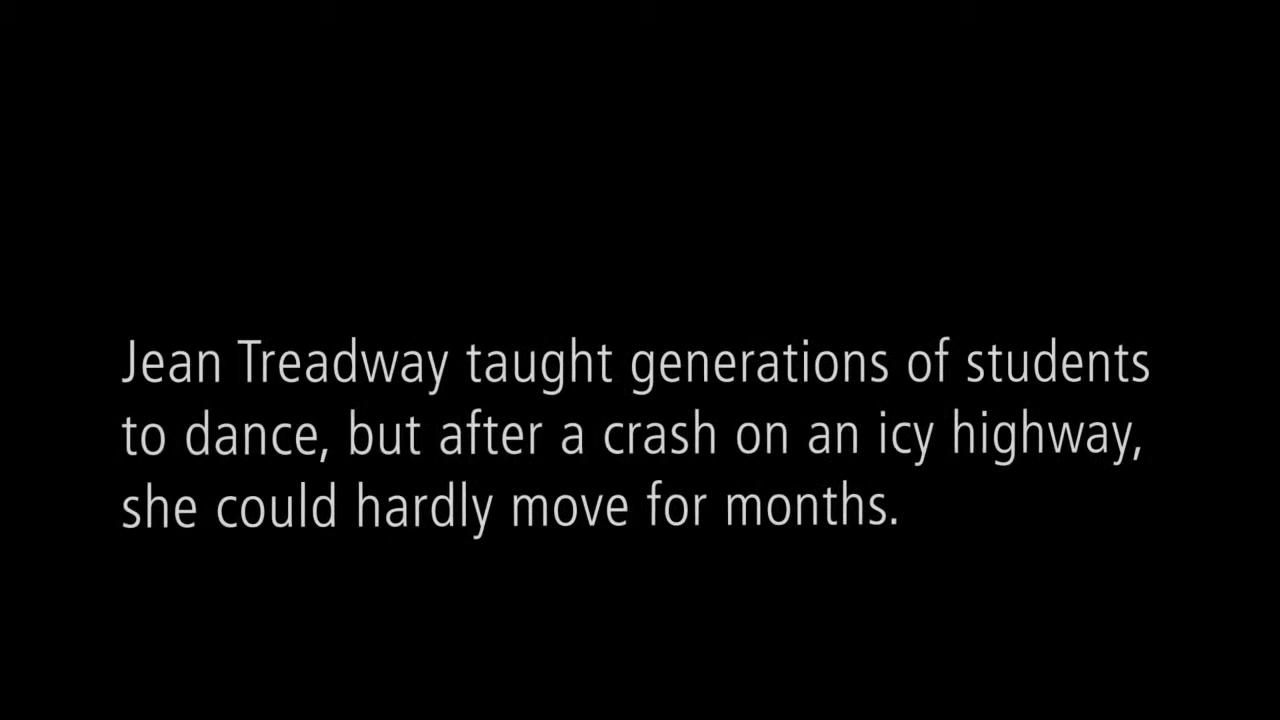 Jean Treadway taught generations of students
to dance, but after a crash on an icy highway,
she could hardly move for months.